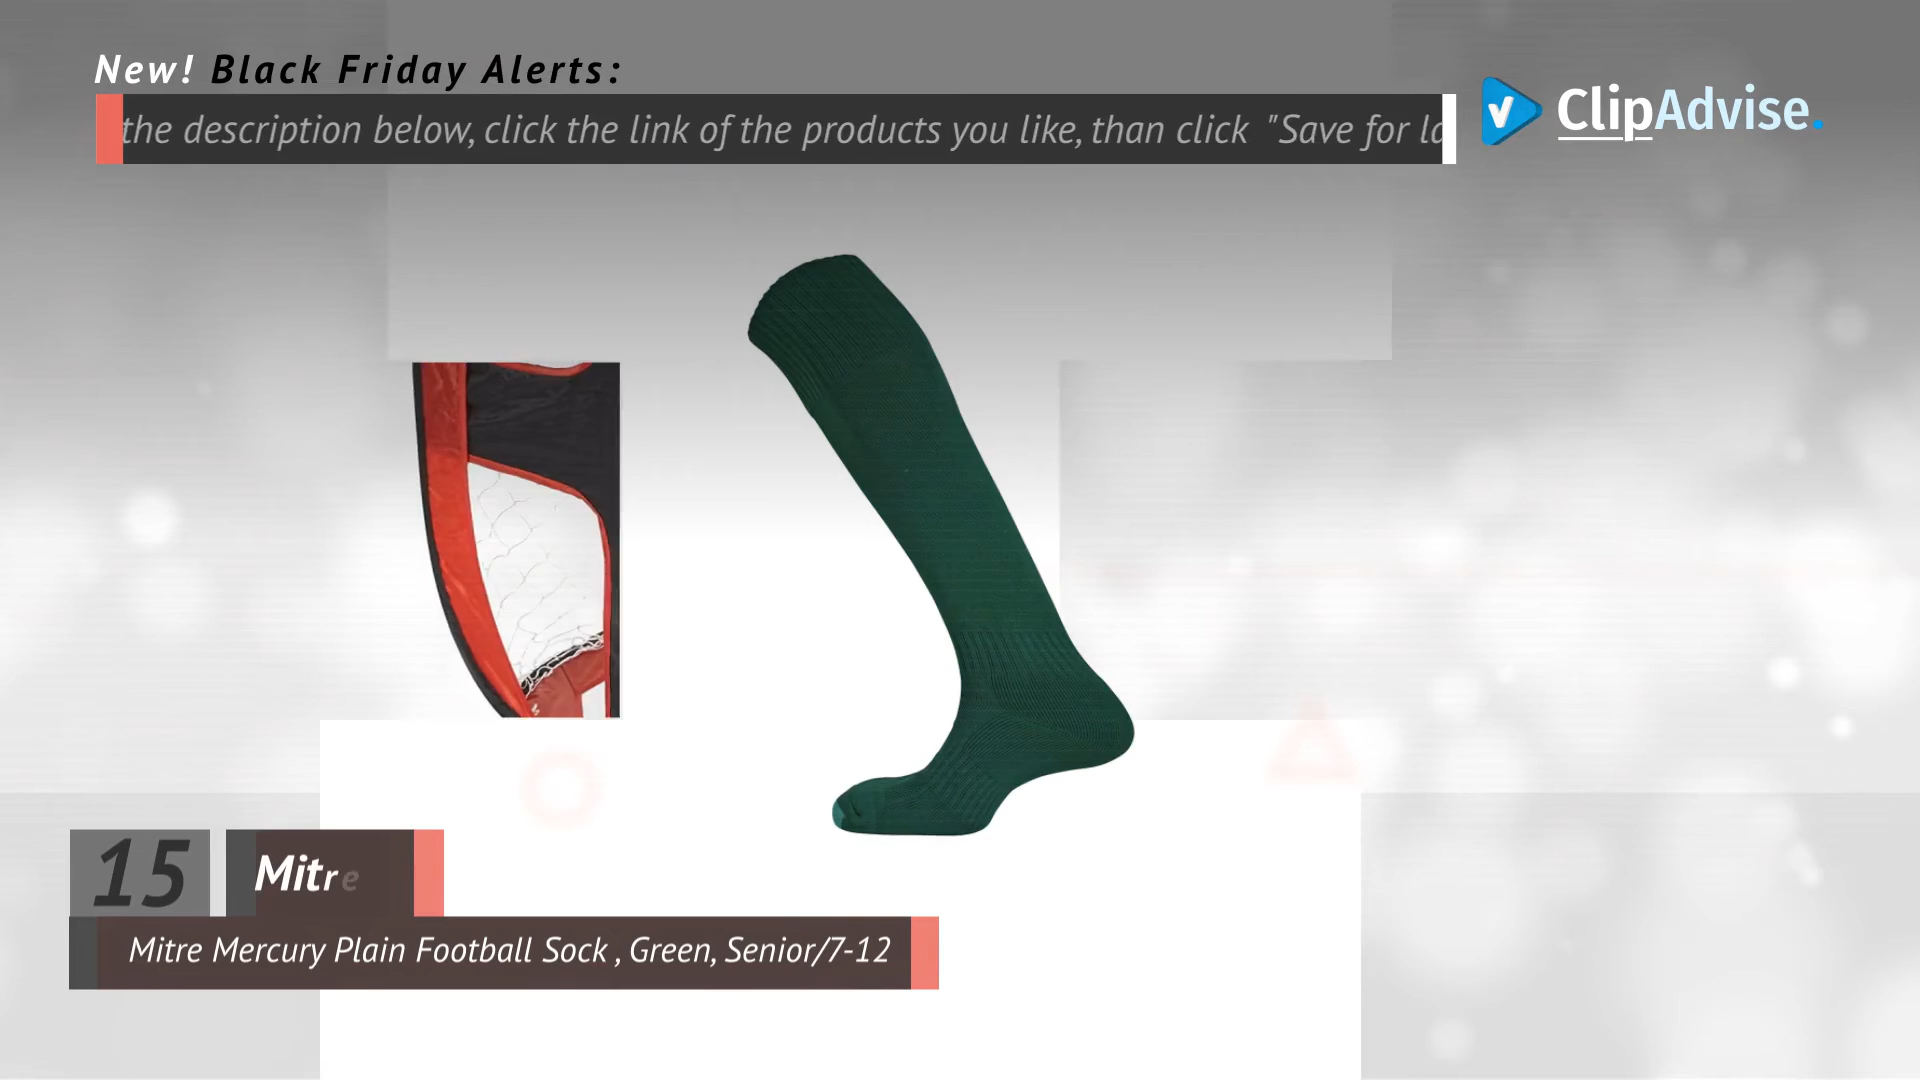 New! Black Friday Alerts:
the description below, click the link of the products you like, than click "Save for
ClipAdvise.
15
Mitre
Mitre Mercury Plain Football Sock , Green, Senior/7-12